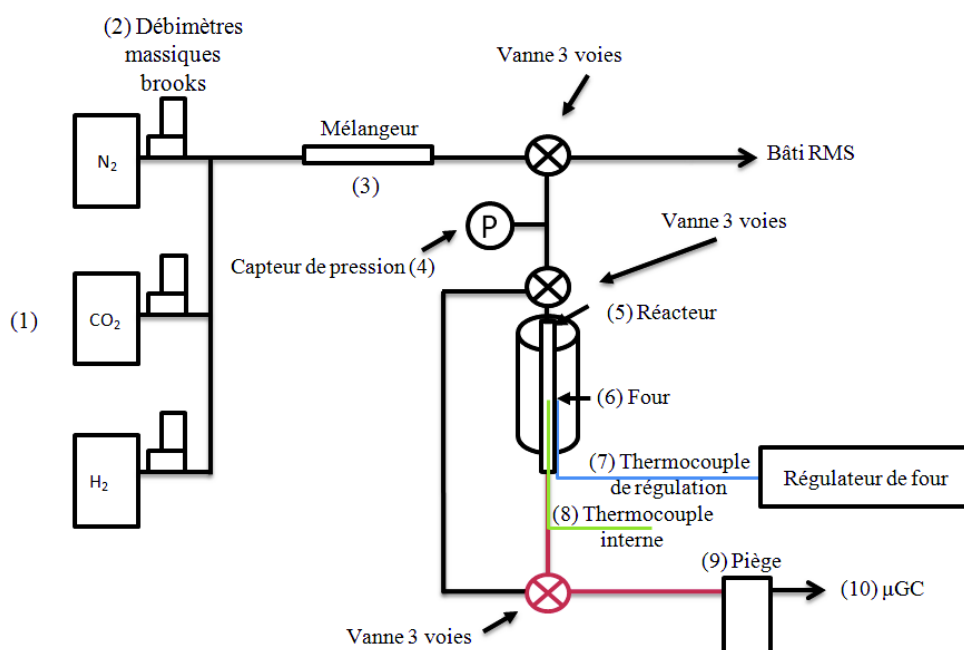 (2) Débimètres
massiques
brooks
Vanne 3 voies
N₂
Mélangeur
(3)
Bâti RMS
P
Capteur de pression (4)
Vanne 3 voies
(1)
CO₂
(5) Réacteur
(6) Four
H₂
(7) Thermocouple
de régulation
Régulateur de four
(8) Thermocouple
interne
(9) Piège
(10) µGC
Vanne 3 voies